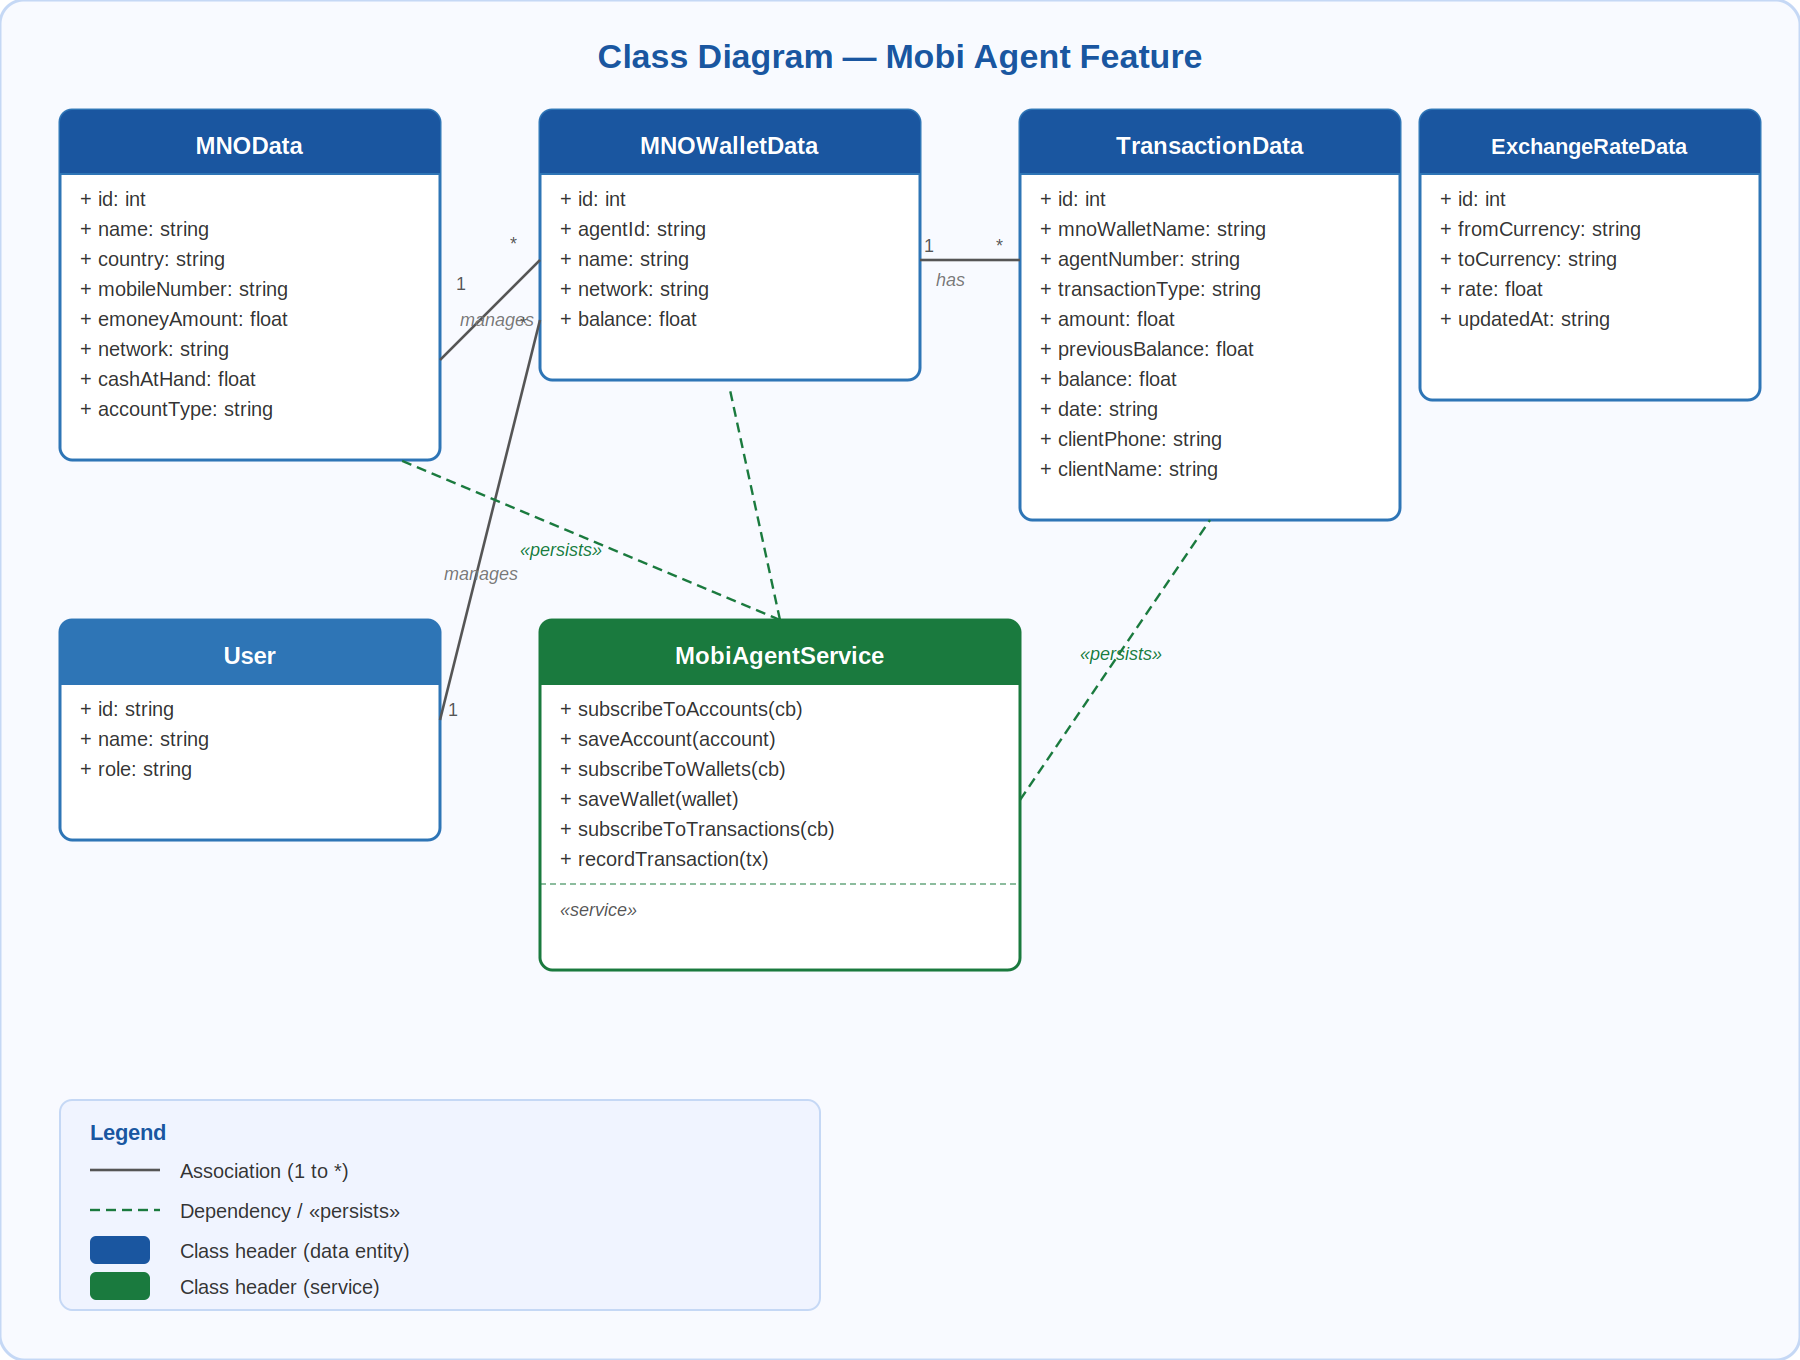 Class Diagram — Mobi Agent Feature
MNOData
+ id: int
+ name: string
+ country: string
+ mobileNumber: string
+ emoneyAmount: float
+ network: string
+ cashAtHand: float
+ accountType: string
MNOWalletData
+ id: int
+ agentId: string
+ name: string
+ network: string
+ balance: float
TransactionData
+ id: int
+ mnoWalletName: string
+ agentNumber: string
+ transactionType: string
+ amount: float
+ previousBalance: float
+ balance: float
+ date: string
+ clientPhone: string
+ clientName: string
ExchangeRateData
+ id: int
+ fromCurrency: string
+ toCurrency: string
+ rate: float
+ updatedAt: string
*
1
manages
*
1
*
has
«persists»
manages
1
«persists»
User
+ id: string
+ name: string
+ role: string
MobiAgentService
+ subscribeToAccounts(cb)
+ saveAccount(account)
+ subscribeToWallets(cb)
+ saveWallet(wallet)
+ subscribeToTransactions(cb)
+ recordTransaction(tx)
«service»
Legend
Association (1 to *)
Dependency / «persists»
Class header (data entity)
Class header (service)